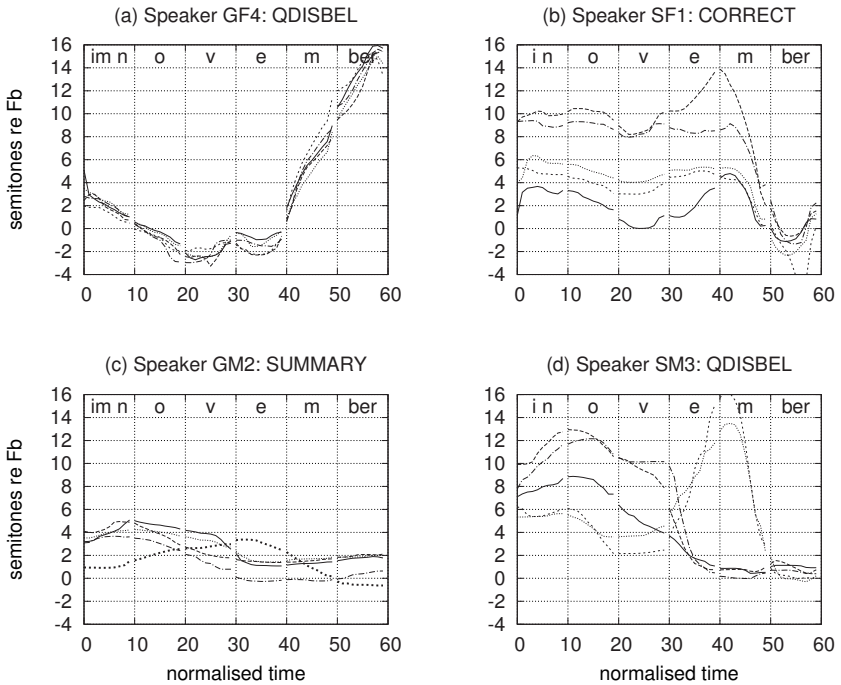 (a) Speaker GF4: QDISBEL
semitones re Fb
16
14
12
10
8
6
4
2
0
-2
-4
im n o v e m ber
0 10 20 30 40 50 60
(b) Speaker SF1: CORRECT
16
14
12
10
8
6
4
2
0
-2
-4
i n o v e m ber
0 10 20 30 40 50 60
(c) Speaker GM2: SUMMARY
semitones re Fb
16
14
12
10
8
6
4
2
0
-2
-4
im n o v e m ber
0 10 20 30 40 50 60
normalised time
(d) Speaker SM3: QDISBEL
16
14
12
10
8
6
4
2
0
-2
-4
i n o v e m ber
0 10 20 30 40 50 60
normalised time